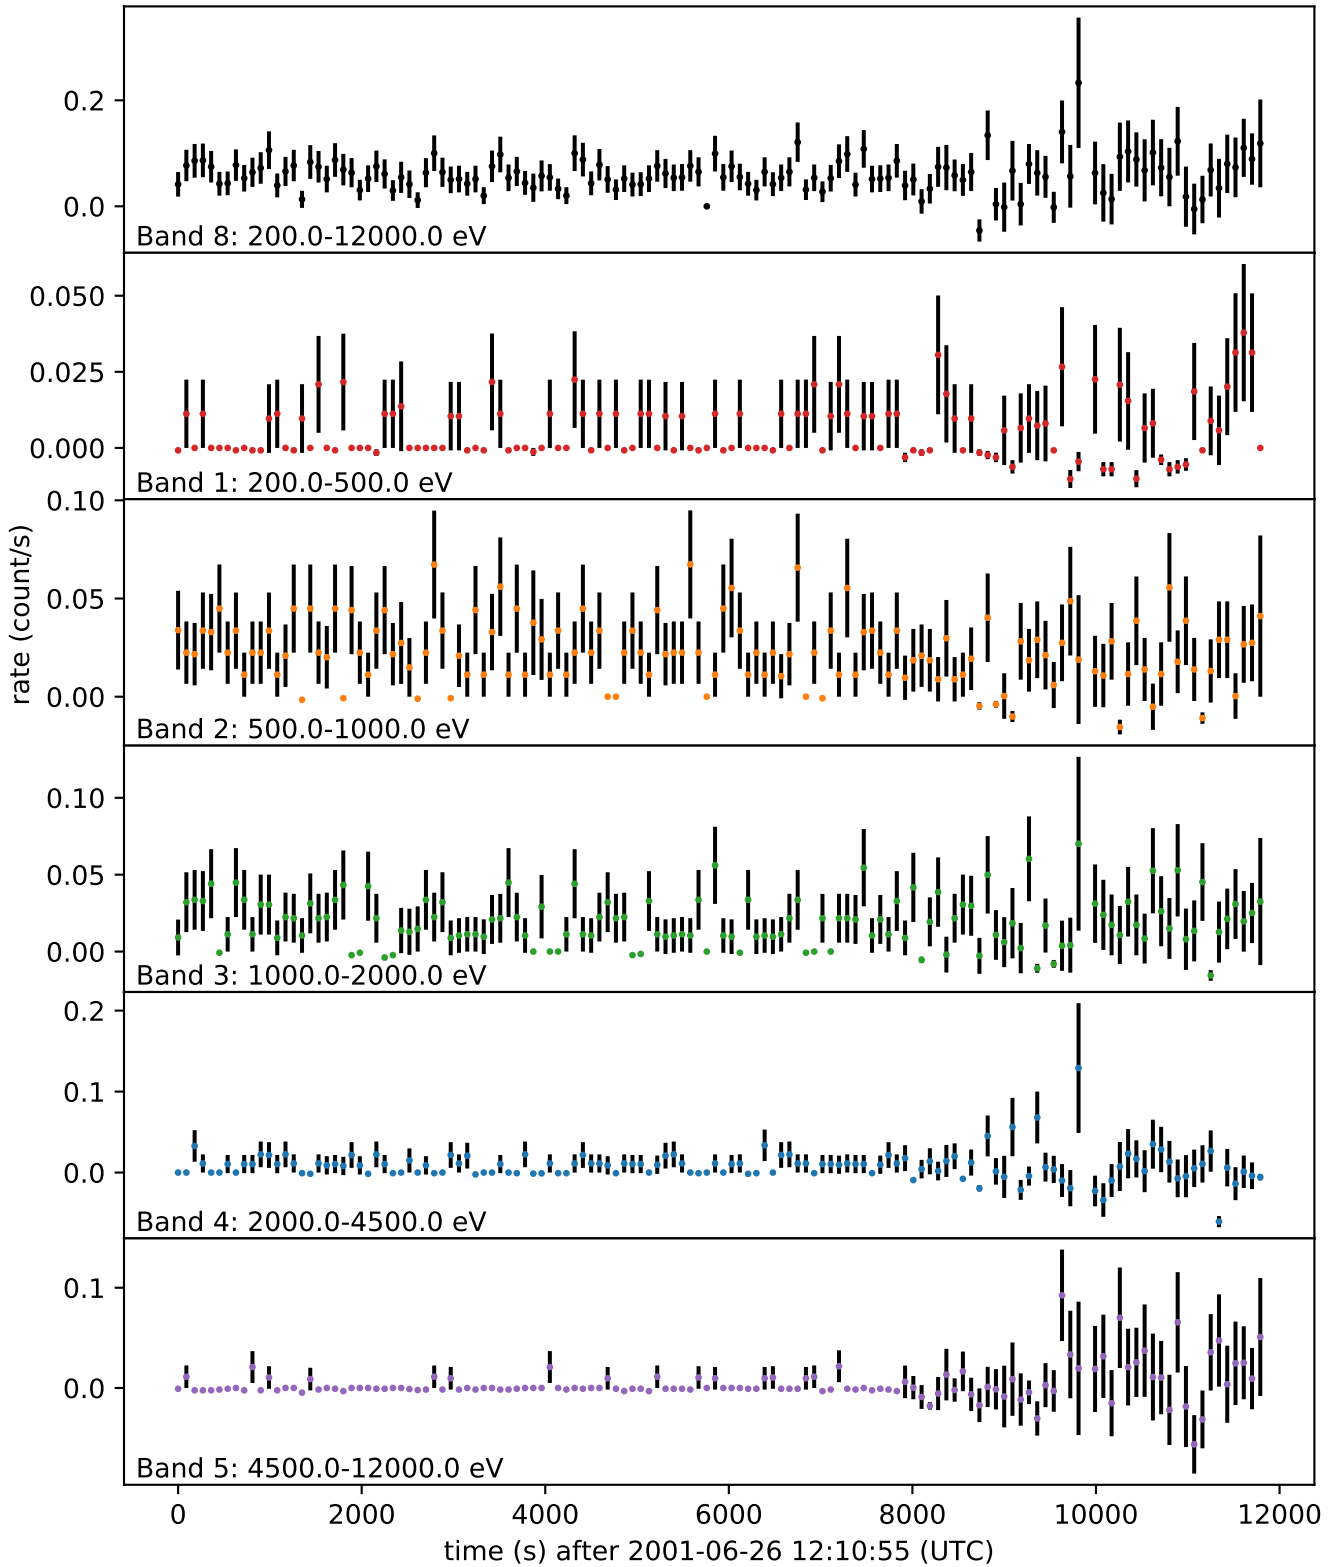 0.2
0.0
Band 8: 200.0-12000.0 eV
0.050
0.025
0.000
Band 1: 200.0-500.0 eV
0.10
0.05
0.00
Band 2: 500.0-1000.0 eV
rate (count/s)
0.10
0.05
0.00
Band 3: 1000.0-2000.0 eV
0.2
0.1
0.0
Band 4: 2000.0-4500.0 eV
0.1
0.0
Band 5: 4500.0-12000.0 eV
0 2000 4000 6000 8000 10000 12000
time (s) after 2001-06-26 12:10:55 (UTC)